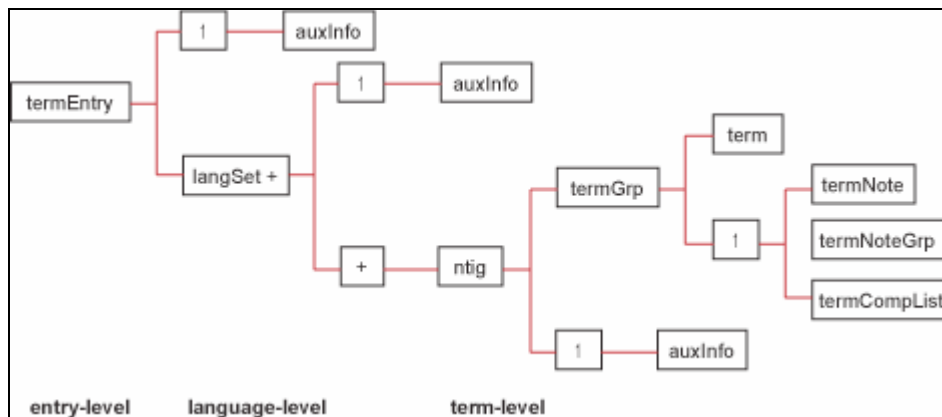 1
auxInfo
termEntry
1
auxInfo
langSet +
term
termGrp
termNote
1
termNoteGrp
+
ntig
termCompList
1
auxInfo
entry-level
language-level
term-level